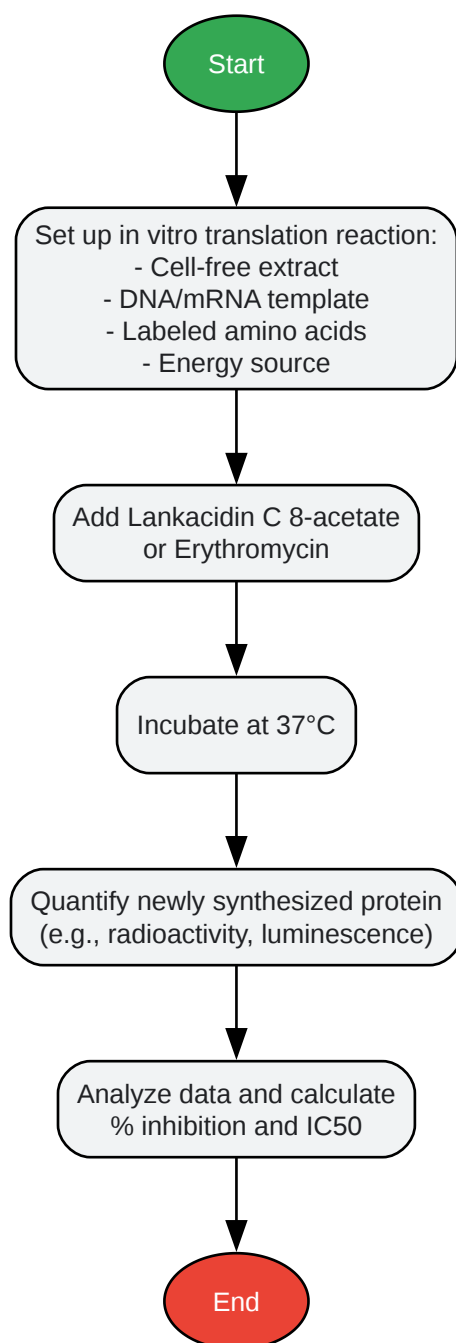 Start
Set up in vitro translation reaction:
- Cell-free extract
- DNA/mRNA template
- Labeled amino acids
- Energy source
Add Lankacidin C 8-acetate
or Erythromycin
Incubate at 37°C
Quantify newly synthesized protein
(e.g., radioactivity, luminescence)
Analyze data and calculate
% inhibition and IC50
End